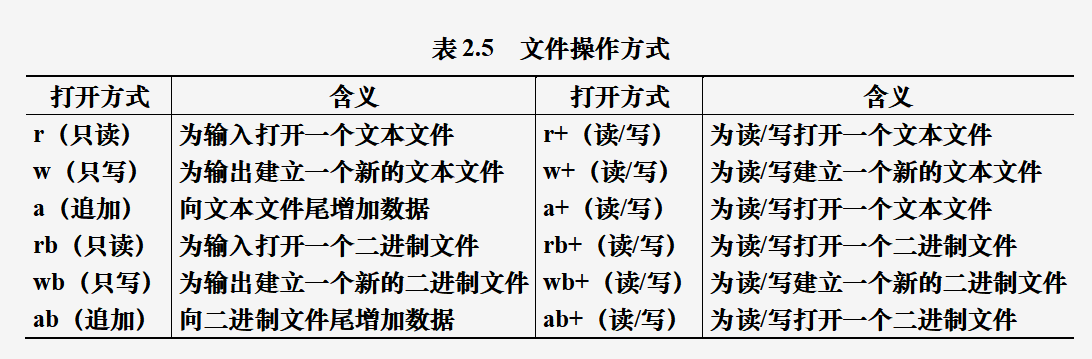 表2.5 文件操作方式
打开方式 含义 打开方式 含义
r（只读） 为输入打开一个文本文件 r+（读/写） 为读/写打开一个文本文件
w（只写） 为输出建立一个新的文本文件 w+（读/写） 为读/写建立一个新的文本文件
a（追加） 向文本文件尾增加数据 a+（读/写） 为读/写打开一个文本文件
rb（只读） 为输入打开一个二进制文件 rb+（读/写） 为读/写打开一个二进制文件
wb（只写） 为输出建立一个新的二进制文件 wb+（读/写） 为读/写建立一个新的二进制文件
ab（追加） 向二进制文件尾增加数据 ab+（读/写） 为读/写打开一个二进制文件